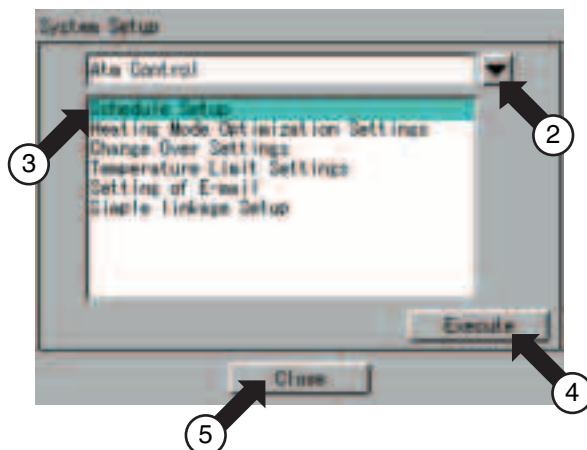 System Setup
Atm Control
2
Schedule Setup
Heating Mode Optimization Settings
3
Change Over Settings
Temperature Limit Settings
Setting of E-mail
Simple linkage Setup
Execute
4
Close
5